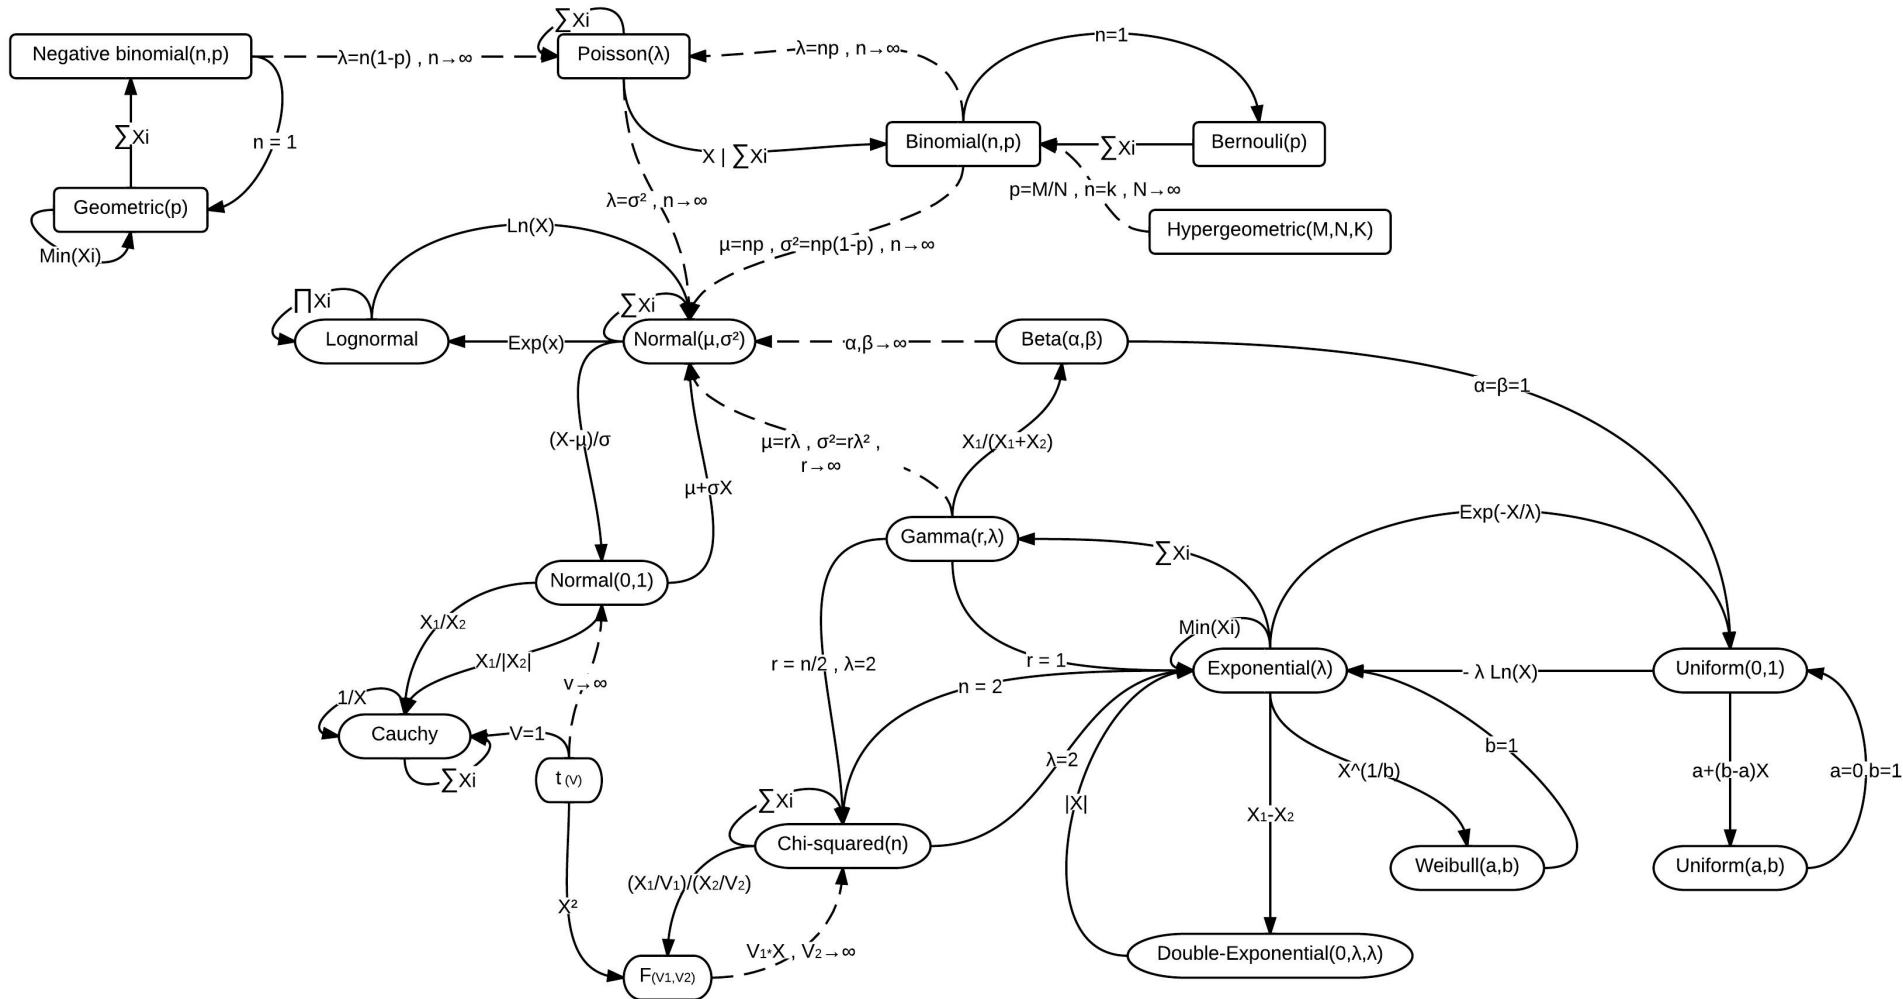 ∑Xi
Negative binomial(n,p)
λ=n(1-p) , n→∞
Poisson(λ)
λ=np , n→∞
n=1
∑Xi
n = 1
X | ∑Xi
Binomial(n,p)
∑Xi
Bernouli(p)
p=M/N , n=k , N→∞
Geometric(p)
Min(Xi)
λ=σ² , n→∞
Hypergeometric(M,N,K)
Ln(X)
µ=np , σ²=np(1-p) , n→∞
∏Xi
∑Xi
Lognormal
Exp(x)
Normal(µ,σ²)
α,β→∞
Beta(α,β)
α=β=1
(X-µ)/σ
µ=rλ , σ²=rλ² ,
r→∞
X1/(X1+X2)
µ+σX
Exp(-X/λ)
Gamma(r,λ)
∑Xi
Normal(0,1)
X1/X2
X1/|X2|
Min(Xi)
r = n/2 , λ=2
r = 1
Exponential(λ)
- λ Ln(X)
Uniform(0,1)
v→∞
n = 2
1/X
Cauchy
V=1
∑Xi
t (V)
λ=2
b=1
X^(1/b)
a+(b-a)X
a=0,b=1
∑Xi
|X|
X1-X2
Chi-squared(n)
Weibull(a,b)
Uniform(a,b)
(X1/V1)/(X2/V2)
X²
V1*X , V2→∞
Double-Exponential(0,λ,λ)
F(V1,V2)